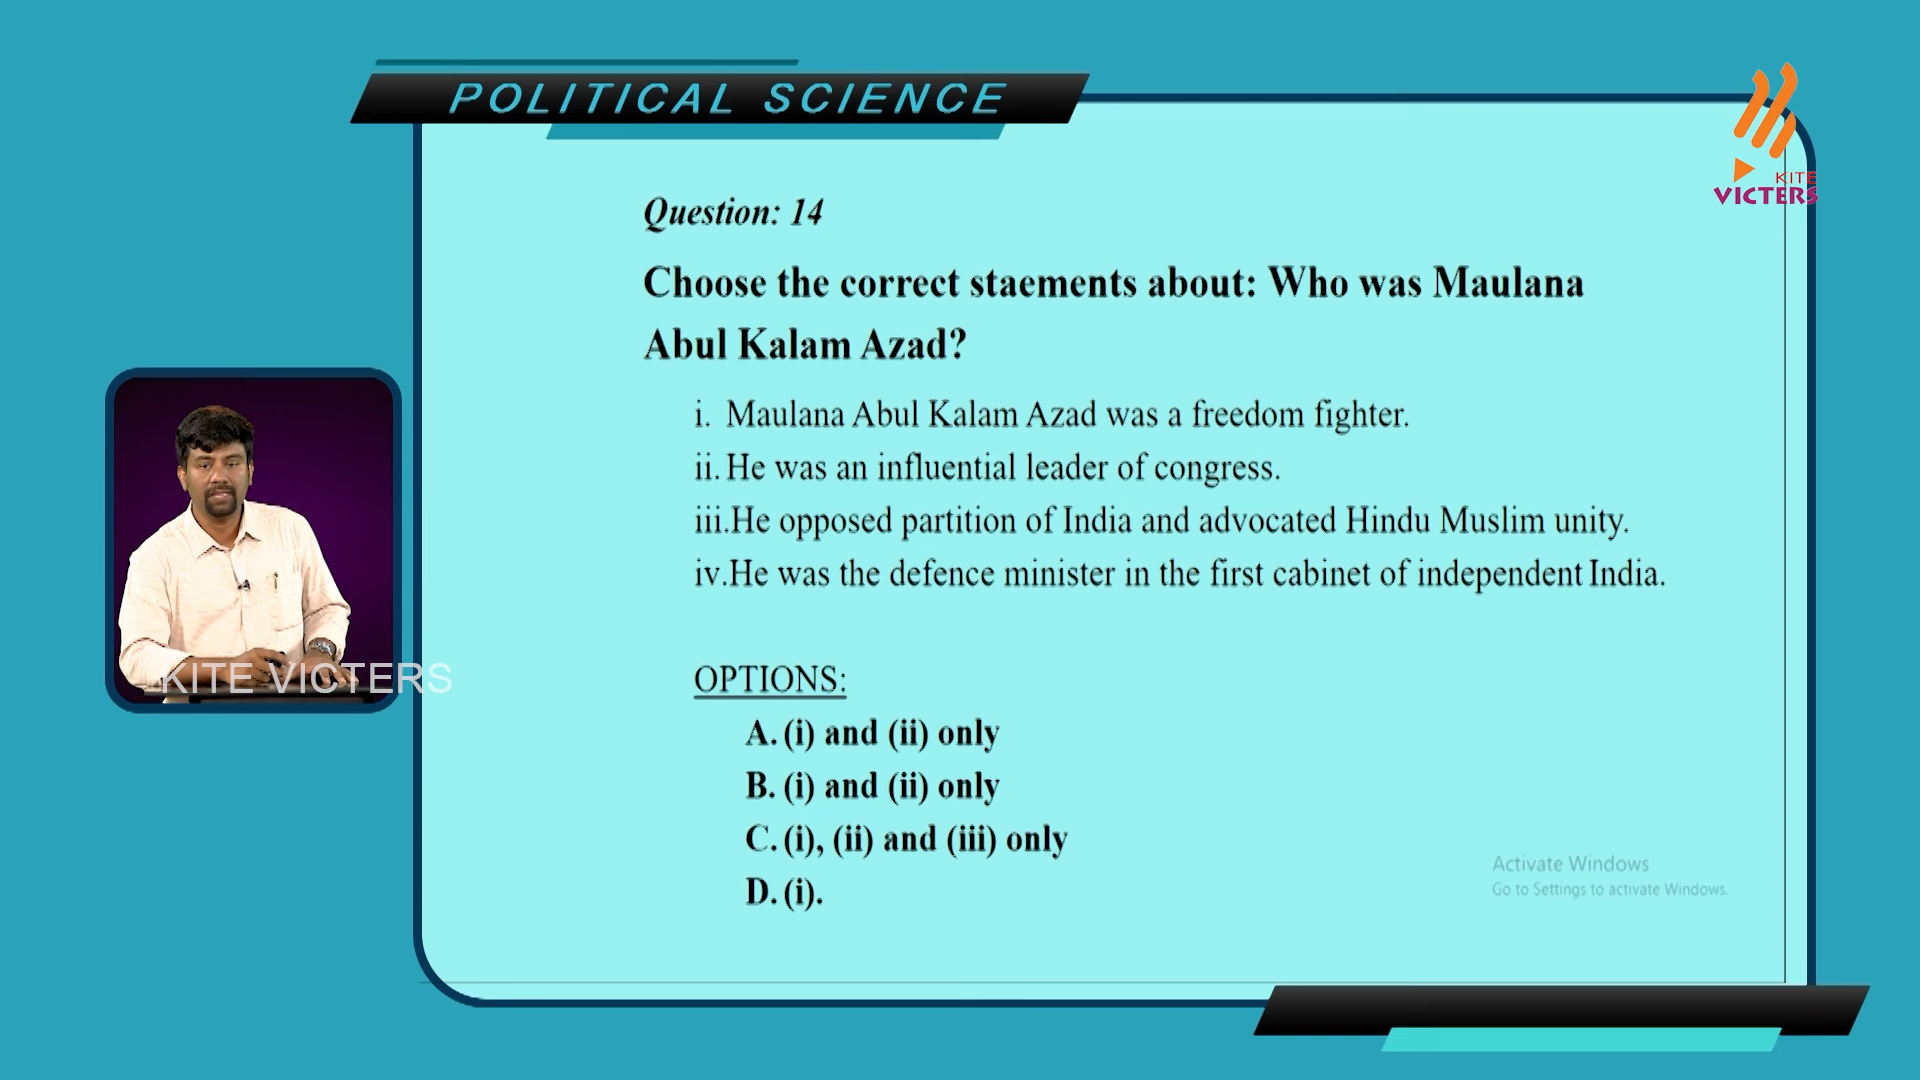 POLITICAL SCIENCE
KITE
VICTERS
Question: 14
Choose the correct staements about: Who was Maulana
Abul Kalam Azad?
i. Maulana Abul Kalam Azad was a freedom fighter.
ii. He was an influential leader of congress.
iii.He opposed partition of India and advocated Hindu Muslim unity.
iv.He was the defence minister in the first cabinet of independent India.
KITE VICTERS
OPTIONS:
A. (i) and (ii) only
B. (i) and (ii) only
C. (i), (ii) and (iii) only
D. (i).
Activate Windows
Go to Settings to activate Windows.